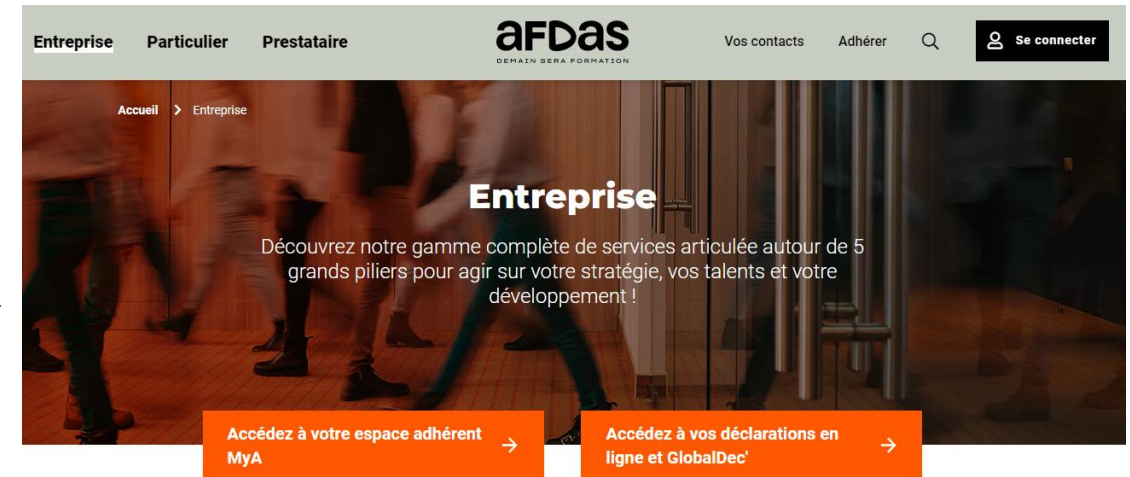 Entreprise Particulier Prestataire
aFDas
DEMAIN SERA FORMATION
Vos contacts Adhérer Se connecter
Accueil > Entreprise
Entreprise
Découvrez notre gamme complète de services articulée autour de 5
grands piliers pour agir sur votre stratégie, vos talents et votre
développement !
Accédez à votre espace adhérent
MyA
Accédez à vos déclarations en
ligne et GlobalDec'